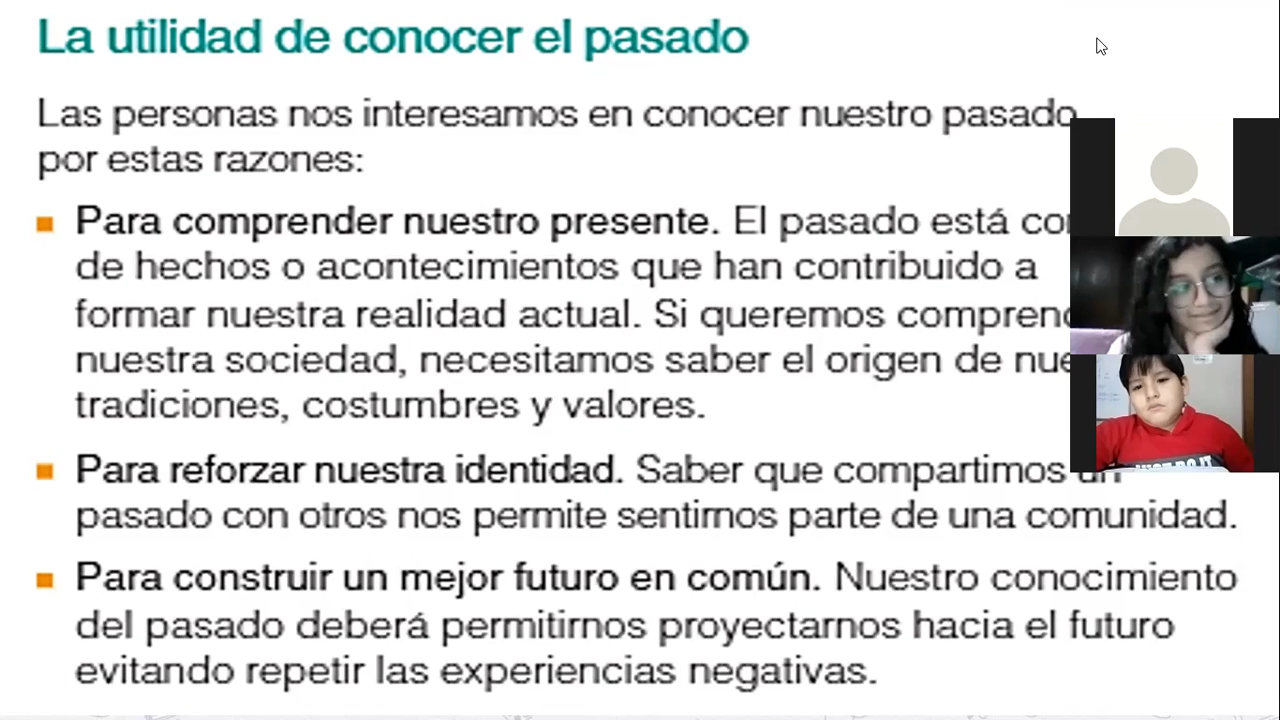 La utilidad de conocer el pasado
Las personas nos interesamos en conocer nuestro pasado
por estas razones:
Para comprender nuestro presente. El pasado está
de hechos o acontecimientos que han contribuido a
formar nuestra realidad actual. Si queremos
nuestra sociedad, necesitamos saber el origen de
tradiciones, costumbres y valores.
Para reforzar nuestra identidad. Saber que compartimos un
pasado con otros nos permite sentirnos parte de una comunidad.
Para construir un mejor futuro en común. Nuestro conocimiento
del pasado deberá permitirnos proyectarnos hacia el futuro
evitando repetir las experiencias negativas.